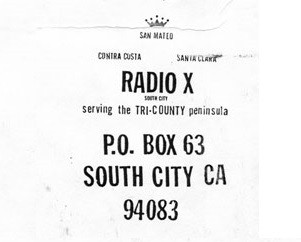 SAN MATEO
CONTRA COSTA SANTA CLARA
RADIO X
SOUTH CITY
serving the TRI-COUNTY peninsula
P.O. BOX 63
SOUTH CITY CA
94083